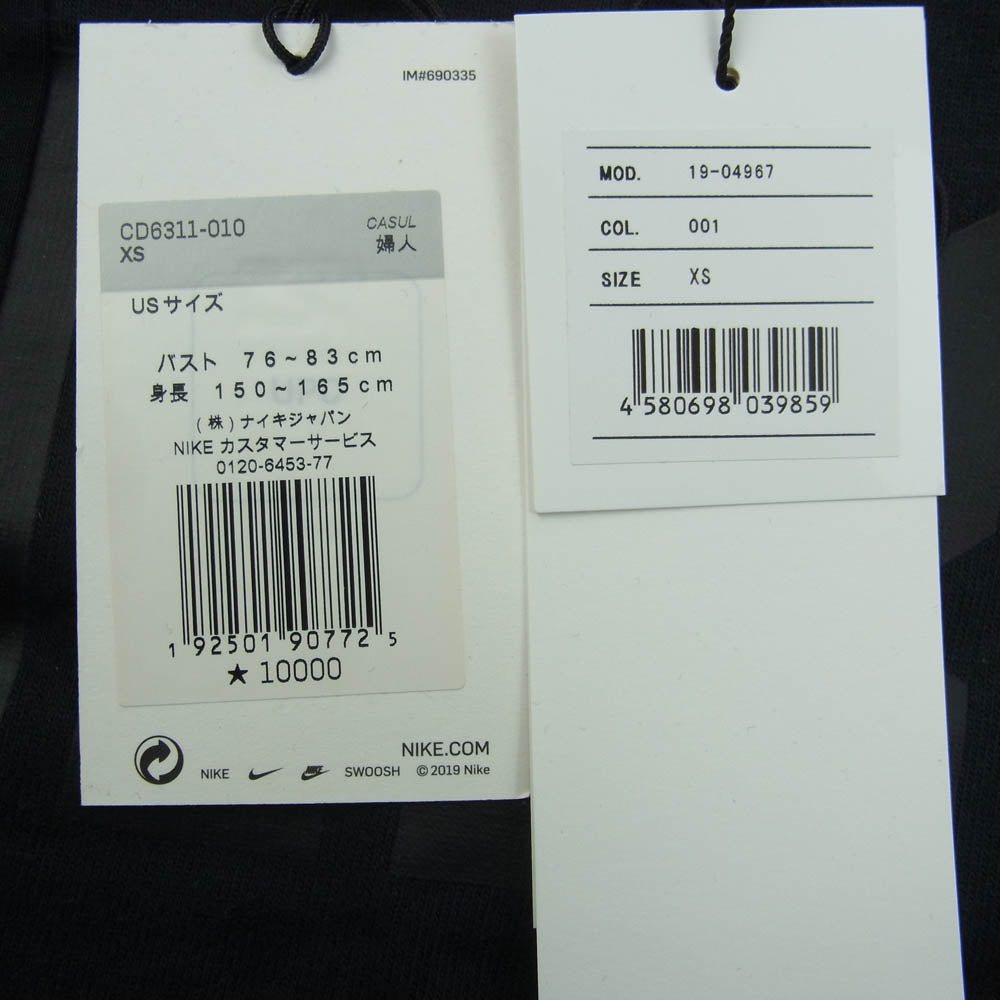 IM#690335
CD6311-010
XS
CASUL
婦人
USサイズ
バスト 76~83cm
身長 150~165cm
(株)ナイキジャパン
NIKE カスタマーサービス
0120-6453-77
1 92501 90772 5
★10000
NIKE.COM
NIKE SWOOSH © 2019 Nike
MOD. 19-04967
COL. 001
SIZE XS
4 580698 039859